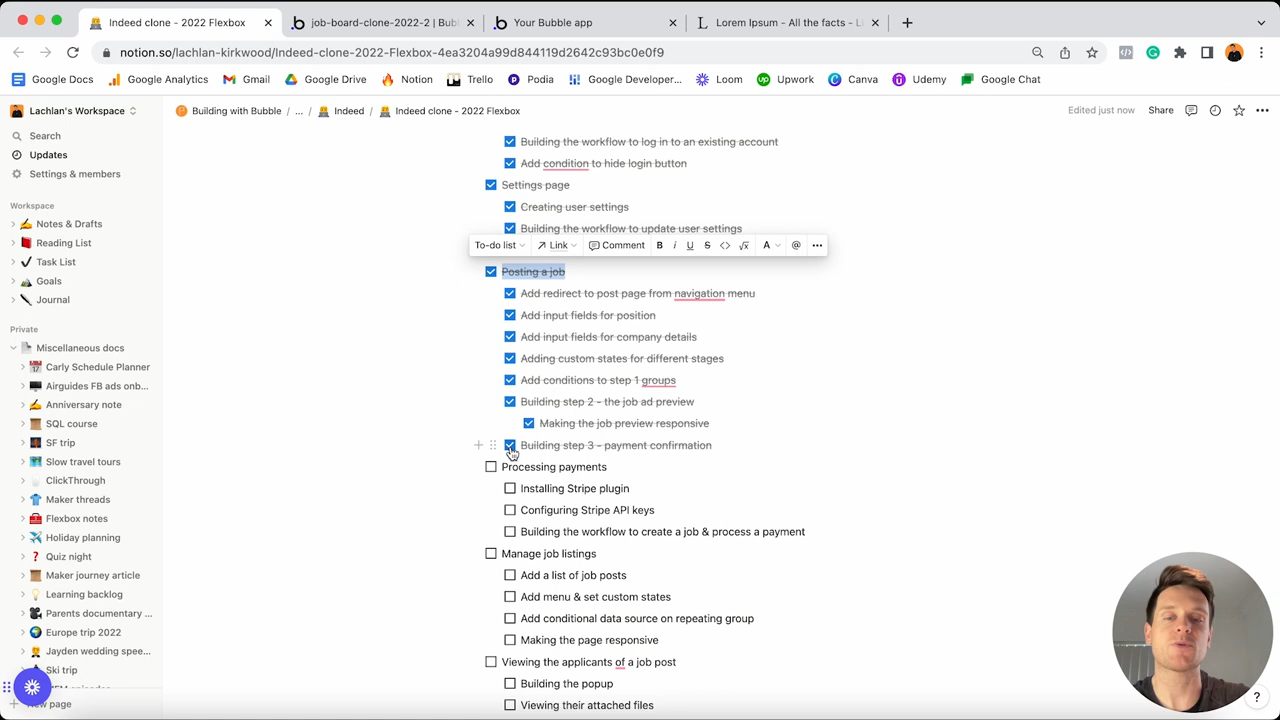 Indeed clone - 2022 Flexbox
job-board-clone-2022-2 | Bubl
Your Bubble app
Lorem Ipsum - All the facts - Li
notion.so/lachlan-kirkwood/Indeed-clone-2022-Flexbox-4ea3204a99d844119d2642c93bc0e0f9
Google Docs
Google Analytics
Gmail
Google Drive
Notion
Trello
Podia
Google Developer...
Loom
Upwork
Canva
Udemy
Google Chat
Lachlan's Workspace
Building with Bubble / ... / Indeed / Indeed clone - 2022 Flexbox
Edited just now
Share
Search
Updates
Settings & members
Workspace
Notes & Drafts
Reading List
Task List
Goals
Journal
Private
Miscellaneous docs
Carly Schedule Planner
Airguides FB ads onb...
Anniversary note
SQL course
SF trip
Slow travel tours
ClickThrough
Maker threads
Flexbox notes
Holiday planning
Quiz night
Maker journey article
Learning backlog
Parents documentary ...
Europe trip 2022
Jayden wedding spee...
Ski trip
New page
Building the workflow to log in to an existing account
Add condition to hide login button
Settings page
Creating user settings
Building the workflow to update user settings
To-do list
Link
Comment
B i U S A @
Posting a job
Add redirect to post page from navigation menu
Add input fields for position
Add input fields for company details
Adding custom states for different stages
Add conditions to step 1 groups
Building step 2 - the job ad preview
Making the job preview responsive
Building step 3 - payment confirmation
Processing payments
Installing Stripe plugin
Configuring Stripe API keys
Building the workflow to create a job & process a payment
Manage job listings
Add a list of job posts
Add menu & set custom states
Add conditional data source on repeating group
Making the page responsive
Viewing the applicants of a job post
Building the popup
Viewing their attached files
?